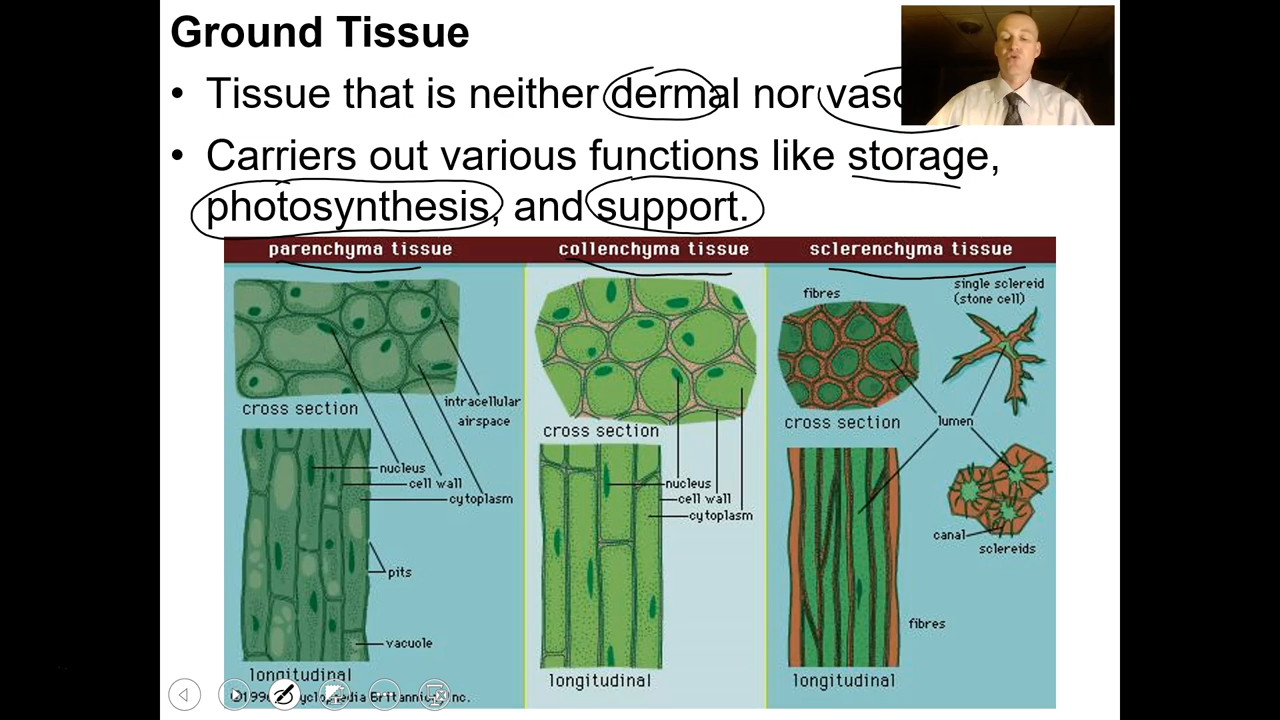 Ground Tissue
• Tissue that is neither dermal nor
• Carriers out various functions like storage,
photosynthesis, and support.
parenchyma tissue
collenchyma tissue
sclerenchyma tissue
cross section
intracellular
airspace
nucleus
cell wall
cytoplasm
pits
vacuole
longitudinal
cross section
nucleus
cell wall
cytoplasm
longitudinal
fibres
single sclereid
(stone cell)
cross section
lumen
canal
sclereids
fibres
longitudinal
Inc.